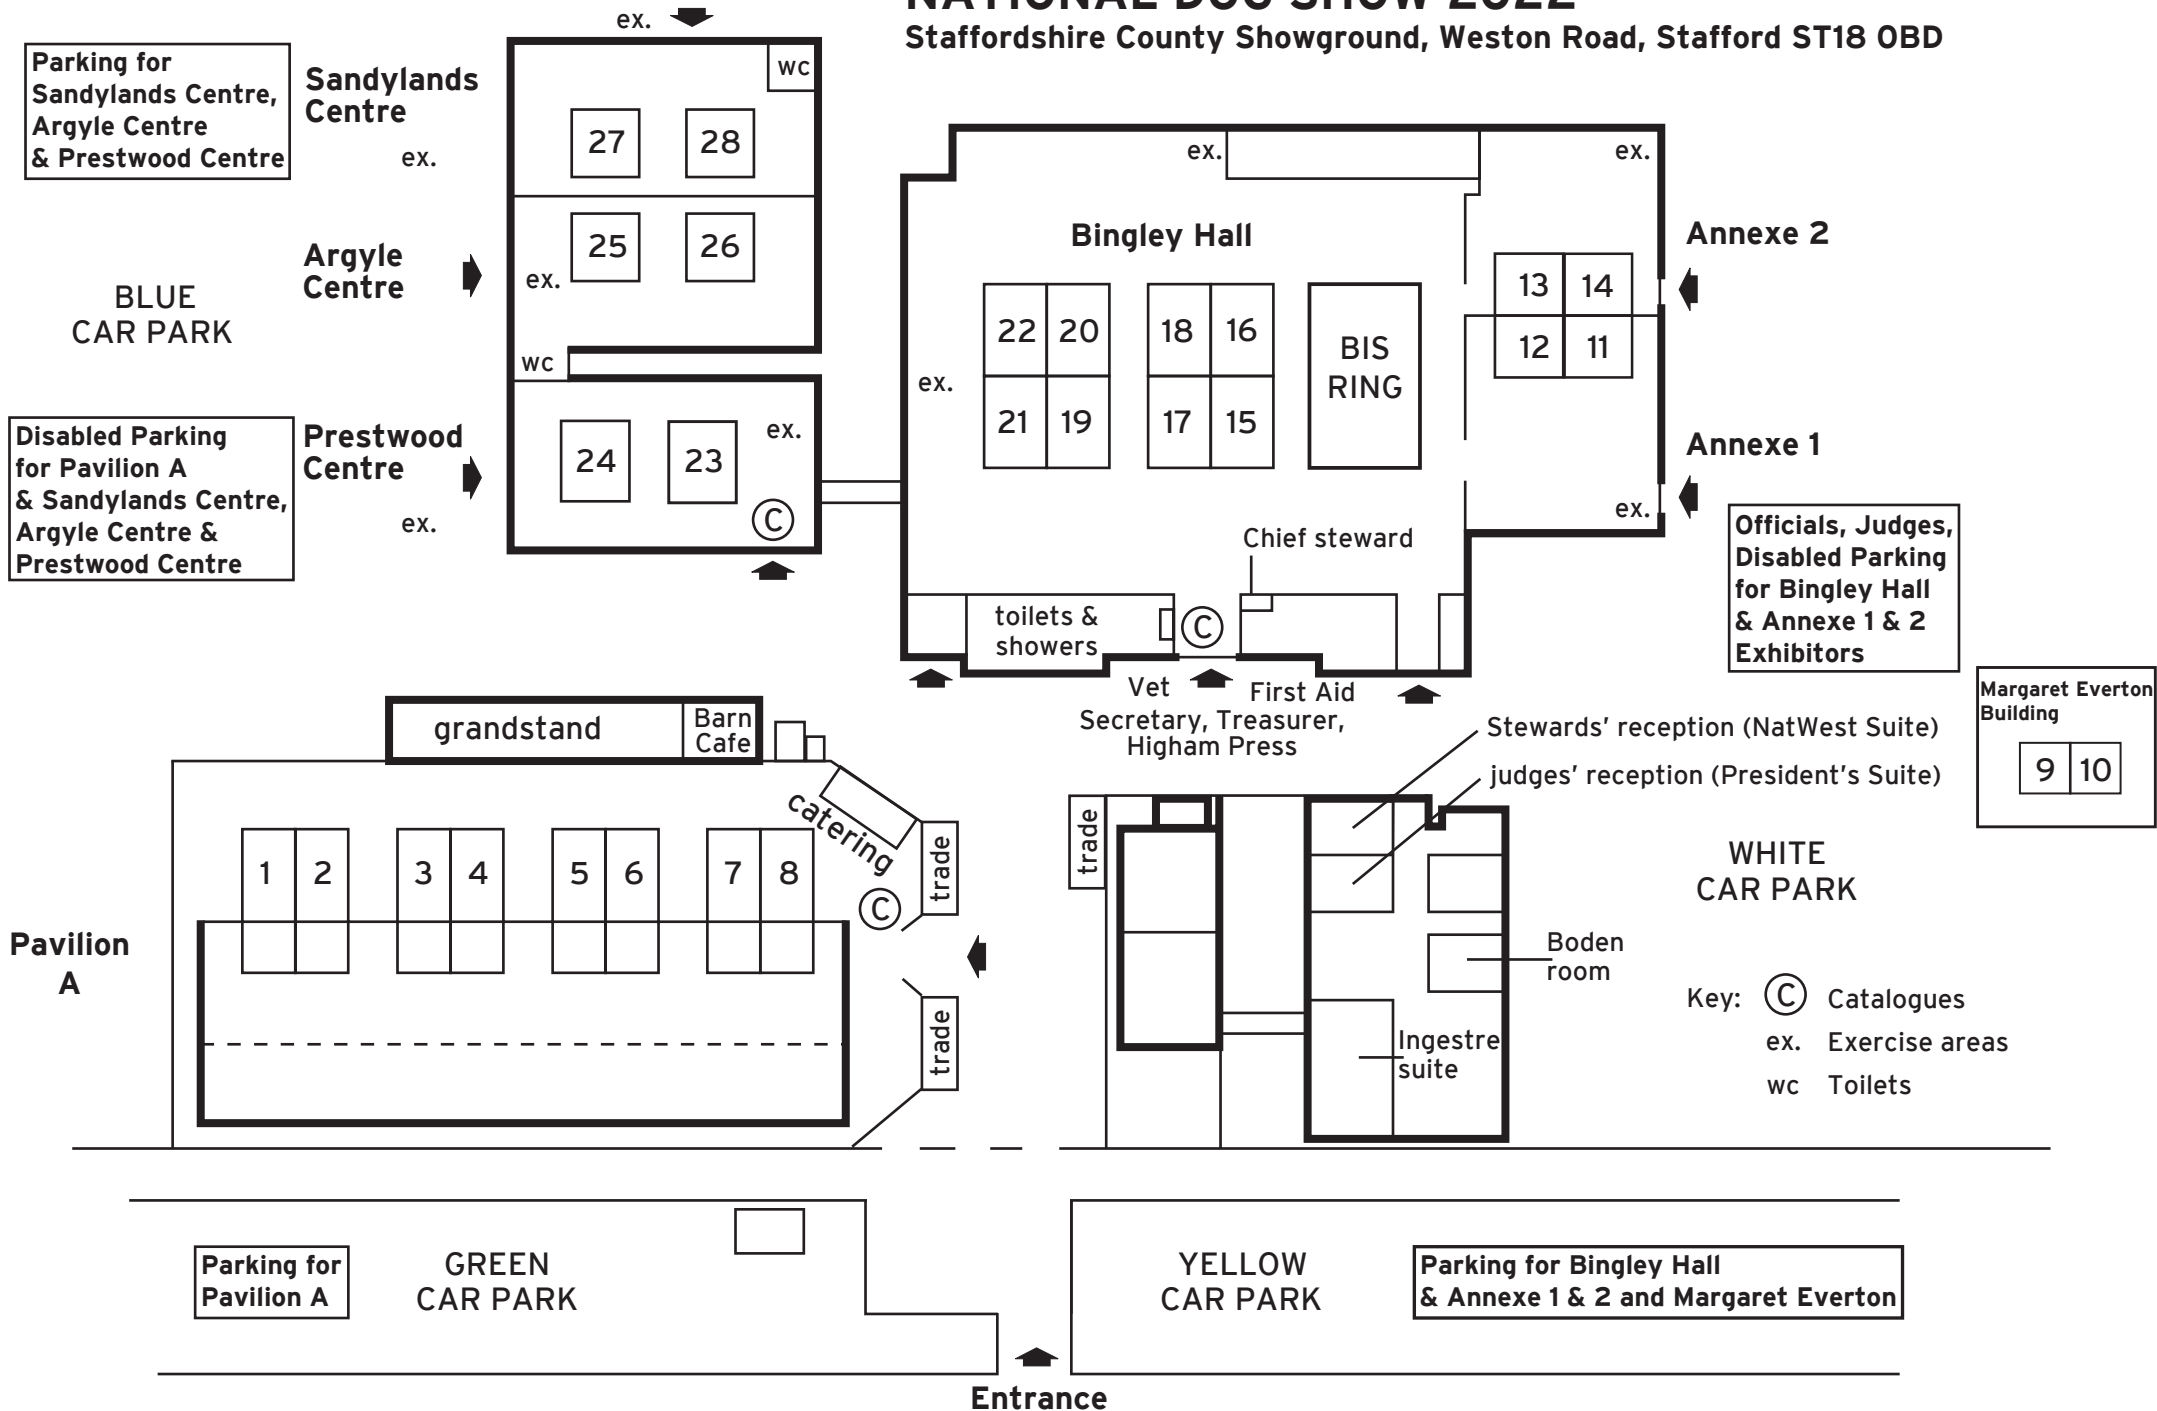 NATIONAL DOG SHOW 2022
Staffordshire County Showground, Weston Road, Stafford ST18 0BD
ex.
Parking for
Sandylands Centre,
Argyle Centre
& Prestwood Centre
Sandylands
Centre
ex.
wc
27
28
25
26
ex.
Argyle
Centre
BLUE
CAR PARK
wc
Disabled Parking
for Pavilion A
& Sandylands Centre,
Argyle Centre &
Prestwood Centre
Prestwood
Centre
ex.
24
23
ex.
C
ex.
ex.
Bingley Hall
ex.
22
20
21
19
18
16
17
15
BIS
RING
13
14
12
11
Annexe 2
Annexe 1
ex.
Chief steward
toilets &
showers
C
Vet
First Aid
Secretary, Treasurer,
Higham Press
Officials, Judges,
Disabled Parking
for Bingley Hall
& Annexe 1 & 2
Exhibitors
Margaret Everton
Building
9
10
grandstand
Barn
Cafe
catering
trade
C
trade
1
2
3
4
5
6
7
8
Pavilion
A
trade
Stewards’ reception (NatWest Suite)
judges’ reception (President’s Suite)
Boden
room
Ingestre
suite
WHITE
CAR PARK
Key: C Catalogues
ex. Exercise areas
wc Toilets
Parking for
Pavilion A
GREEN
CAR PARK
YELLOW
CAR PARK
Parking for Bingley Hall
& Annexe 1 & 2 and Margaret Everton
Entrance